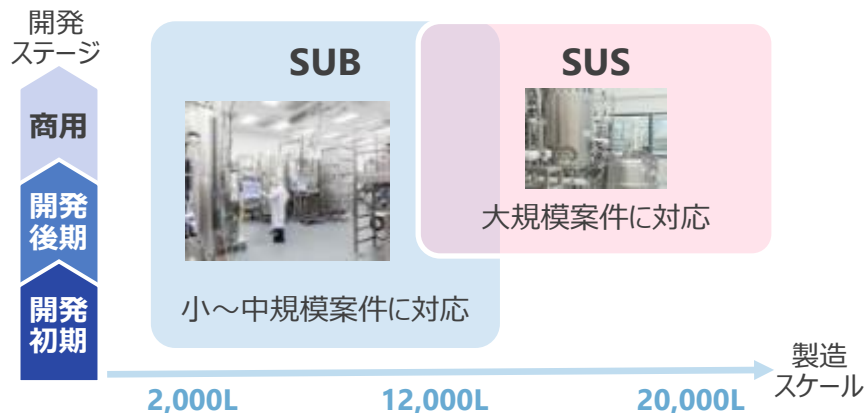 開発
ステージ
商用
開発
後期
開発
初期
SUB
小～中規模案件に対応
SUS
大規模案件に対応
2,000L
12,000L
20,000L
製造
スケール